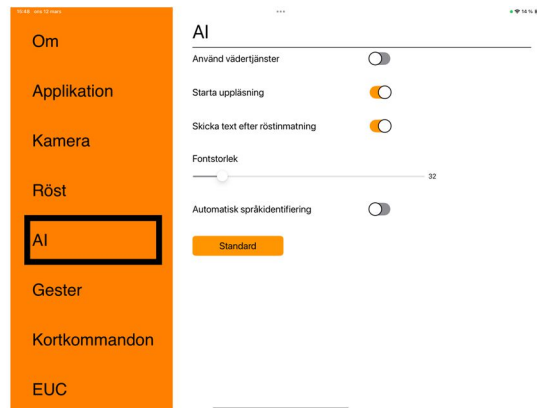 Om
Applikation
Kamera
Röst
AI
Gester
Kortkommandon
EUC
AI
Använd vädertjänster
Starta uppläsning
Skicka text efter röstinmatning
Fontstorlek
32
Automatisk språkidentifiering
Standard
14 %